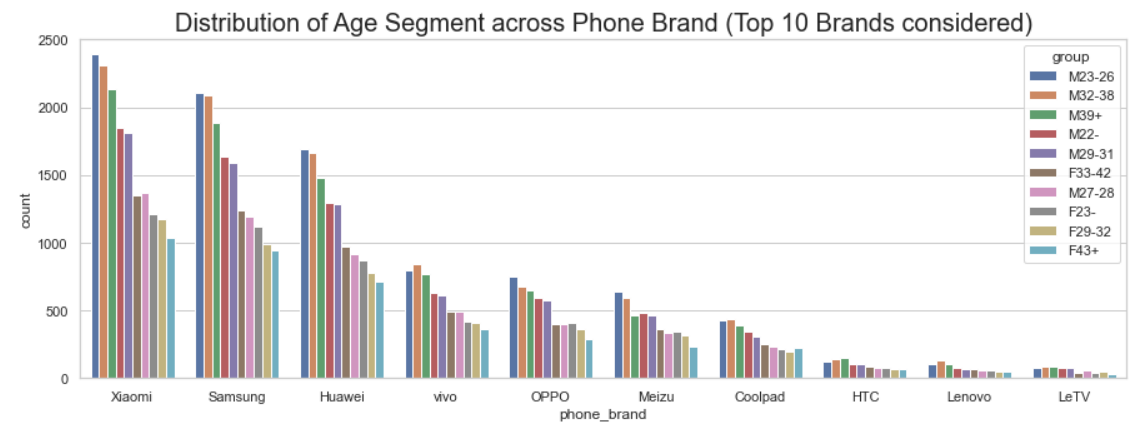 Distribution of Age Segment across Phone Brand (Top 10 Brands considered)
2500
2000
1500
1000
500
0
count
group
M23-26
M32-38
M39+
M22-
M29-31
F33-42
M27-28
F23-
F29-32
F43+
Xiaomi Samsung Huawei vivo OPPO Meizu Coolpad HTC Lenovo LeTV
phone_brand